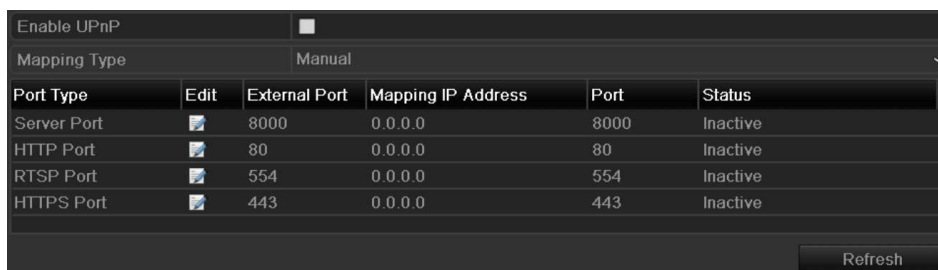 Enable UPnP
Mapping Type Manual
Port Type Edit External Port Mapping IP Address Port Status
Server Port 8000 0.0.0.0 8000 Inactive
HTTP Port 80 0.0.0.0 80 Inactive
RTSP Port 554 0.0.0.0 554 Inactive
HTTPS Port 443 0.0.0.0 443 Inactive
Refresh